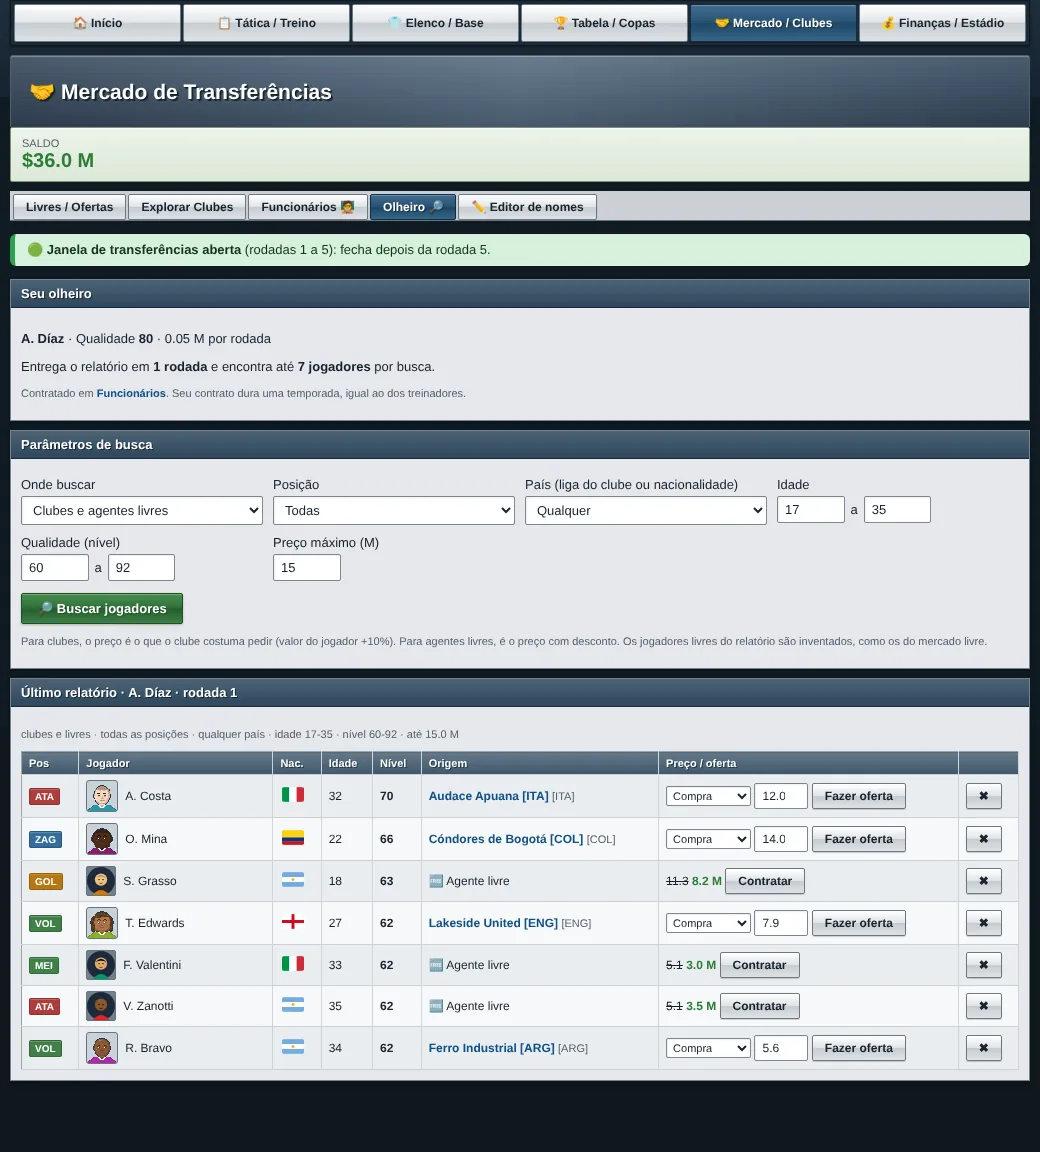 🏠 Início 📋 Tática / Treino 👕 Elenco / Base 🏆 Tabela / Copas 🤝 Mercado / Clubes 💰 Finanças / Estádio
🤝 Mercado de Transferências
SALDO
$36.0 M
Livres / Ofertas Explorar Clubes Funcionários 🧑‍🏫 Olheiro 🔎 ✏️ Editor de nomes
🟢 Janela de transferências aberta (rodadas 1 a 5): fecha depois da rodada 5.
Seu olheiro
A. Díaz · Qualidade 80 · 0.05 M por rodada
Entrega o relatório em 1 rodada e encontra até 7 jogadores por busca.
Contratado em Funcionários. Seu contrato dura uma temporada, igual ao dos treinadores.
Parâmetros de busca
Onde buscar Posição País (liga do clube ou nacionalidade) Idade
Clubes e agentes livres Todas Qualquer 17 a 35
Qualidade (nível) Preço máximo (M)
60 a 92 15
🔎 Buscar jogadores
Para clubes, o preço é o que o clube costuma pedir (valor do jogador +10%). Para agentes livres, é o preço com desconto. Os jogadores livres do relatório são inventados, como os do mercado livre.
Último relatório · A. Díaz · rodada 1
clubes e livres · todas as posições · qualquer país · idade 17-35 · nível 60-92 · até 15.0 M
Pos Jogador Nac. Idade Nível Origem Preço / oferta
ATA A. Costa 32 70 Audace Apuana [ITA] [ITA] Compra 12.0 Fazer oferta ✖
ZAG O. Mina 22 66 Cóndores de Bogotá [COL] [COL] Compra 14.0 Fazer oferta ✖
GOL S. Grasso 18 63 🆓 Agente livre 11.3 8.2 M Contratar ✖
VOL T. Edwards 27 62 Lakeside United [ENG] [ENG] Compra 7.9 Fazer oferta ✖
MEI F. Valentini 33 62 🆓 Agente livre 5.1 3.0 M Contratar ✖
ATA V. Zanotti 35 62 🆓 Agente livre 5.1 3.5 M Contratar ✖
VOL R. Bravo 34 62 Ferro Industrial [ARG] [ARG] Compra 5.6 Fazer oferta ✖